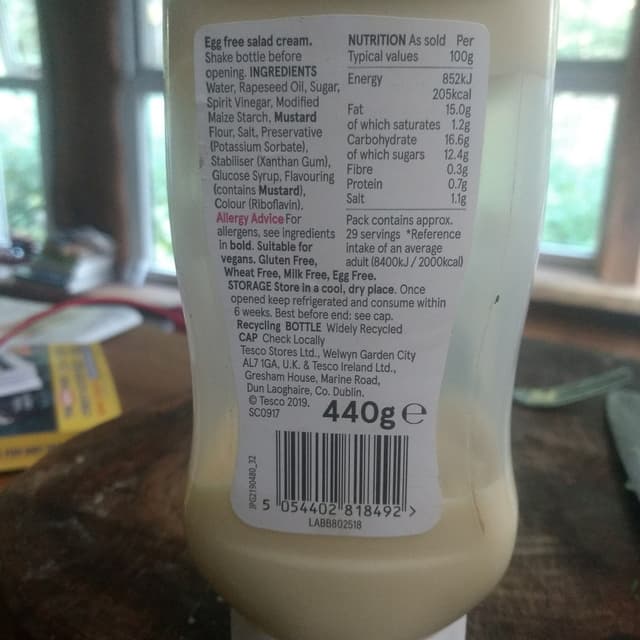 Egg free salad cream.
Shake bottle before
opening. INGREDIENTS
Water, Rapeseed Oil, Sugar,
Spirit Vinegar, Modified
Maize Starch, Mustard
Flour, Salt, Preservative
(Potassium Sorbate),
Stabiliser (Xanthan Gum),
Glucose Syrup, Flavouring
(contains Mustard),
Colour (Riboflavin).
Allergy Advice For
allergens, see ingredients
in bold. Suitable for
vegans. Gluten Free,
Wheat Free, Milk Free, Egg Free.
NUTRITION As sold Per
Typical values 100g
Energy 852kJ
205kcal
Fat 15.0g
of which saturates 1.2g
Carbohydrate 16.6g
of which sugars 12.4g
Fibre 0.3g
Protein 0.7g
Salt 1.1g
Pack contains approx.
29 servings *Reference
intake of an average
adult (8400kJ / 2000kcal)
STORAGE Store in a cool, dry place. Once
opened keep refrigerated and consume within
6 weeks. Best before end: see cap.
Recycling BOTTLE Widely Recycled
CAP Check Locally
Tesco Stores Ltd., Welwyn Garden City
AL7 1GA, U.K. & Tesco Ireland Ltd.,
Gresham House, Marine Road,
Dun Laoghaire, Co. Dublin.
© Tesco 2019.
SC0917
440g e
5 054402 818492 >
LABB802518